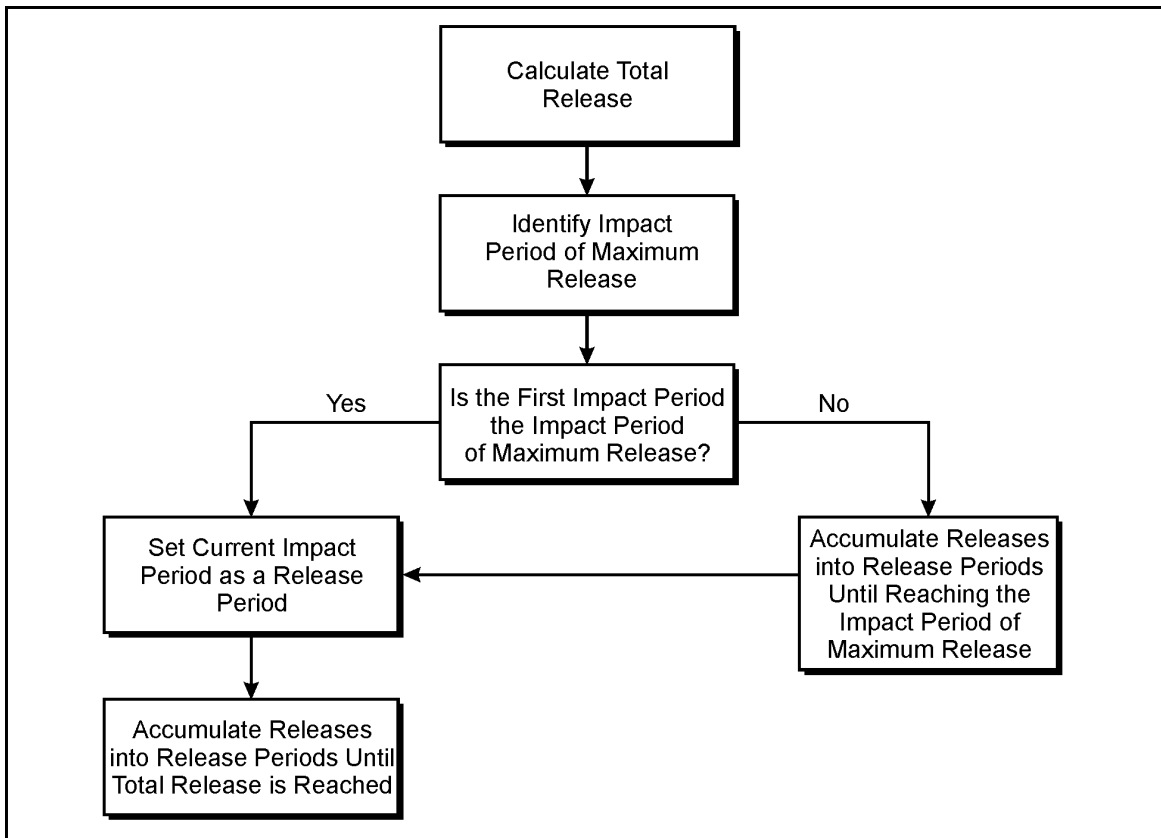 Calculate Total
Release
Identify Impact
Period of Maximum
Release
Is the First Impact Period
the Impact Period
of Maximum Release?
Yes
No
Set Current Impact
Period as a Release
Period
Accumulate Releases
into Release Periods
Until Reaching the
Impact Period of
Maximum Release
Accumulate Releases
into Release Periods Until
Total Release is Reached